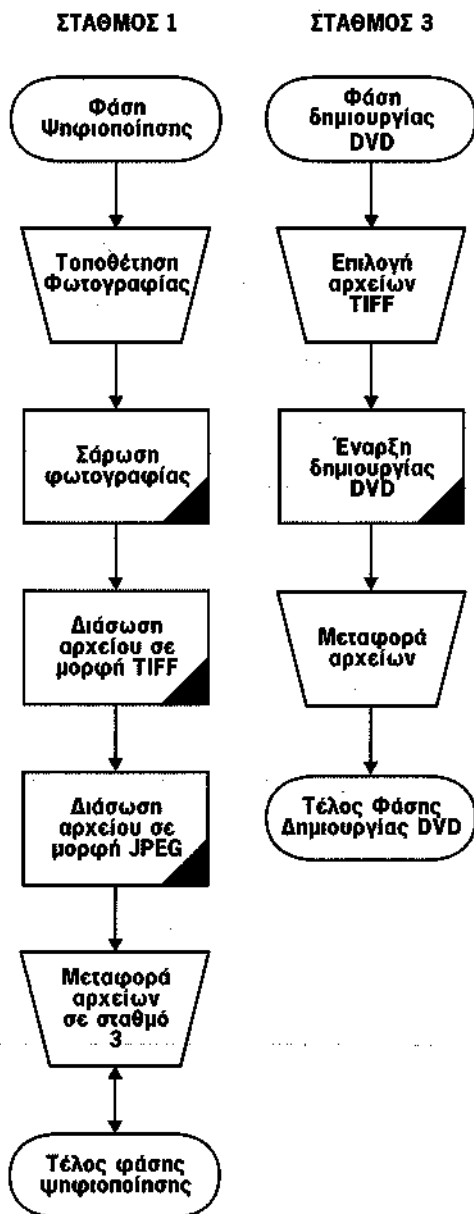 ΣΤΑΘΜΟΣ 1
Φάση
Ψηφιοποίησης
Τοποθέτηση
Φωτογραφίας
Σάρωση
φωτογραφίας
Διάσωση
αρχείου σε
μορφή TIFF
Διάσωση
αρχείου σε
μορφή JPEG
Μεταφορά
αρχείων
σε σταθμό
3
Τέλος φάσης
ψηφιοποίησης
ΣΤΑΘΜΟΣ 3
Φάση
δημιουργίας
DVD
Επιλογή
αρχείων
TIFF
Έναρξη
δημιουργίας
DVD
Μεταφορά
αρχείων
Τέλος Φάσης
Δημιουργίας DVD